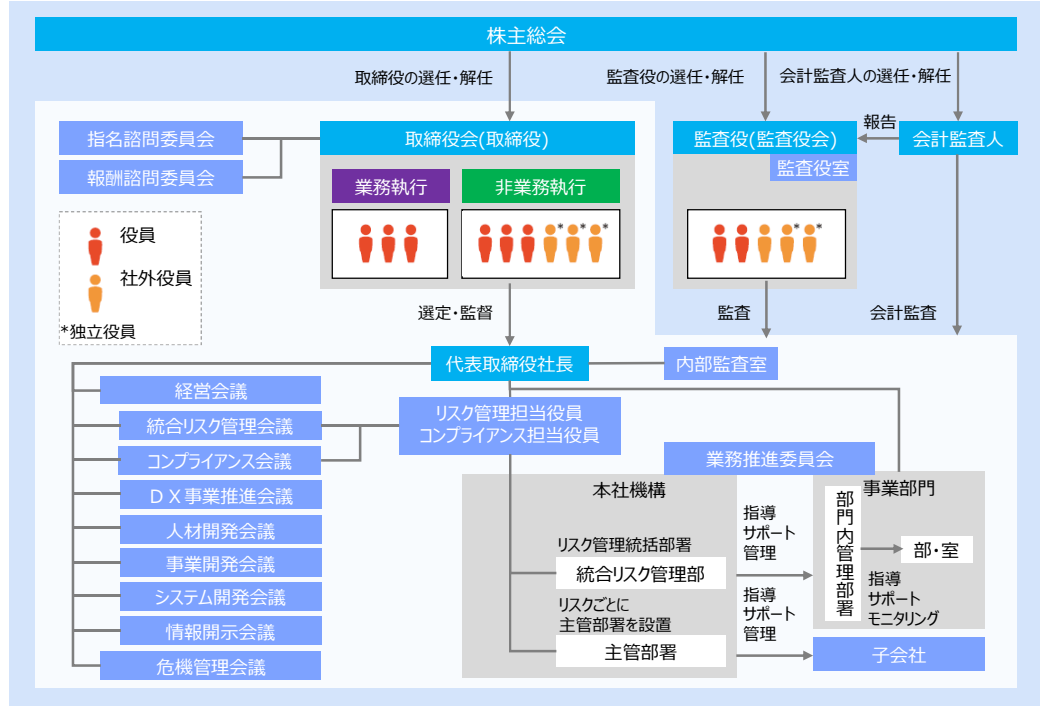 株主総会
取締役の選任・解任
監査役の選任・解任
会計監査人の選任・解任
指名諮問委員会
報酬諮問委員会
取締役会(取締役)
業務執行
非業務執行
* * *
監査役(監査役会)
監査役室
* *
報告
会計監査人
役員
社外役員
*独立役員
選定・監督
監査
会計監査
代表取締役社長
内部監査室
経営会議
統合リスク管理会議
コンプライアンス会議
ＤＸ事業推進会議
人材開発会議
事業開発会議
システム開発会議
情報開示会議
危機管理会議
リスク管理担当役員
コンプライアンス担当役員
業務推進委員会
本社機構
リスク管理統括部署
統合リスク管理部
リスクごとに
主管部署を設置
主管部署
指導
サポート
管理
指導
サポート
管理
事業部門
部門内管理部署
部・室
指導
サポート
モニタリング
子会社